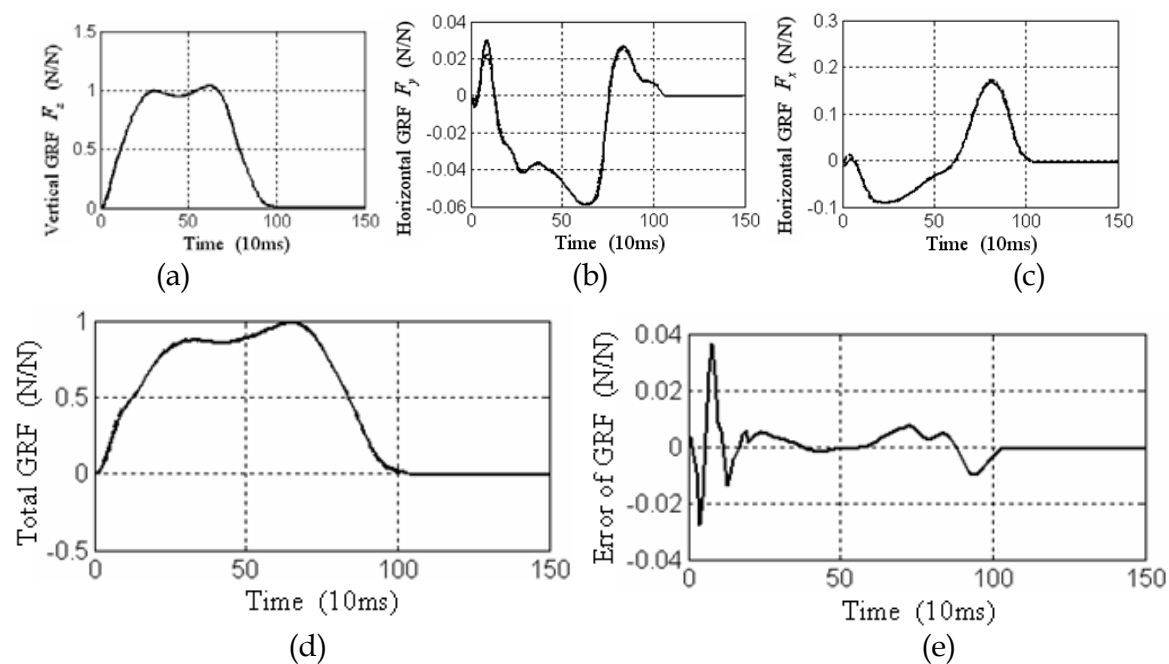 1.5
1
0.5
0
0
50
100
150
Vertical GRF Fz (N/N)
Time (10ms)
(a)
0.04
0.02
0
-0.02
-0.04
-0.06
0
50
100
150
Horizontal GRF Fy (N/N)
Time (10ms)
(b)
0.3
0.2
0.1
0
-0.1
0
50
100
150
Horizontal GRF Fx (N/N)
Time (10ms)
(c)
1
0.5
0
-0.5
0
50
100
150
Total GRF (N/N)
Time (10ms)
(d)
0.04
0.02
0
-0.02
-0.04
0
50
100
150
Error of GRF (N/N)
Time (10ms)
(e)